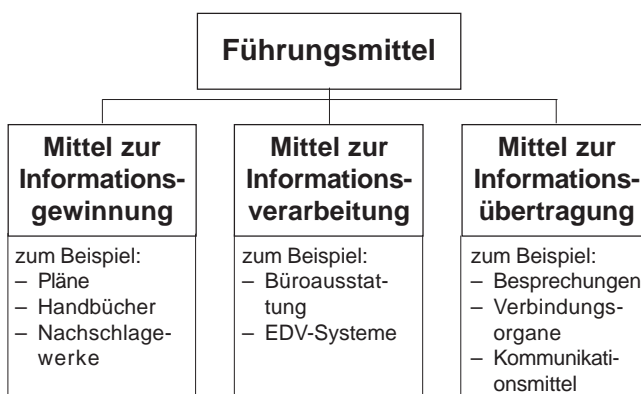 Führungsmittel
Mittel zur
Informations-
gewinnung
zum Beispiel:
– Pläne
– Handbücher
– Nachschlage-
werke
Mittel zur
Informations-
verarbeitung
zum Beispiel:
– Büroausstat-
tung
– EDV-Systeme
Mittel zur
Informations-
übertragung
zum Beispiel:
– Besprechungen
– Verbindungs-
organe
– Kommunikati-
onsmittel